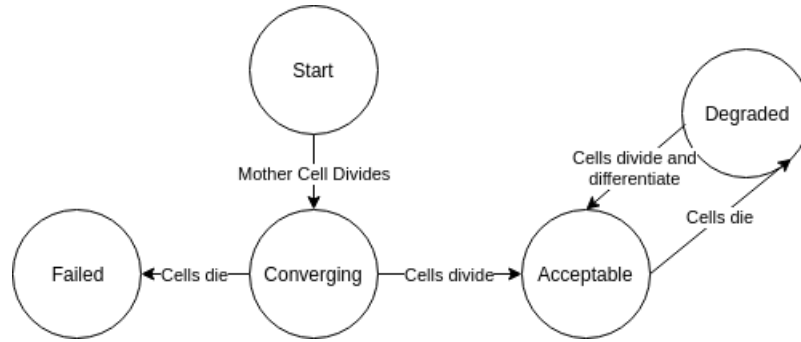 Start
Degraded
Mother Cell Divides
Cells divide and
differentiate
Cells die
Failed
Cells die
Converging
Cells divide
Acceptable